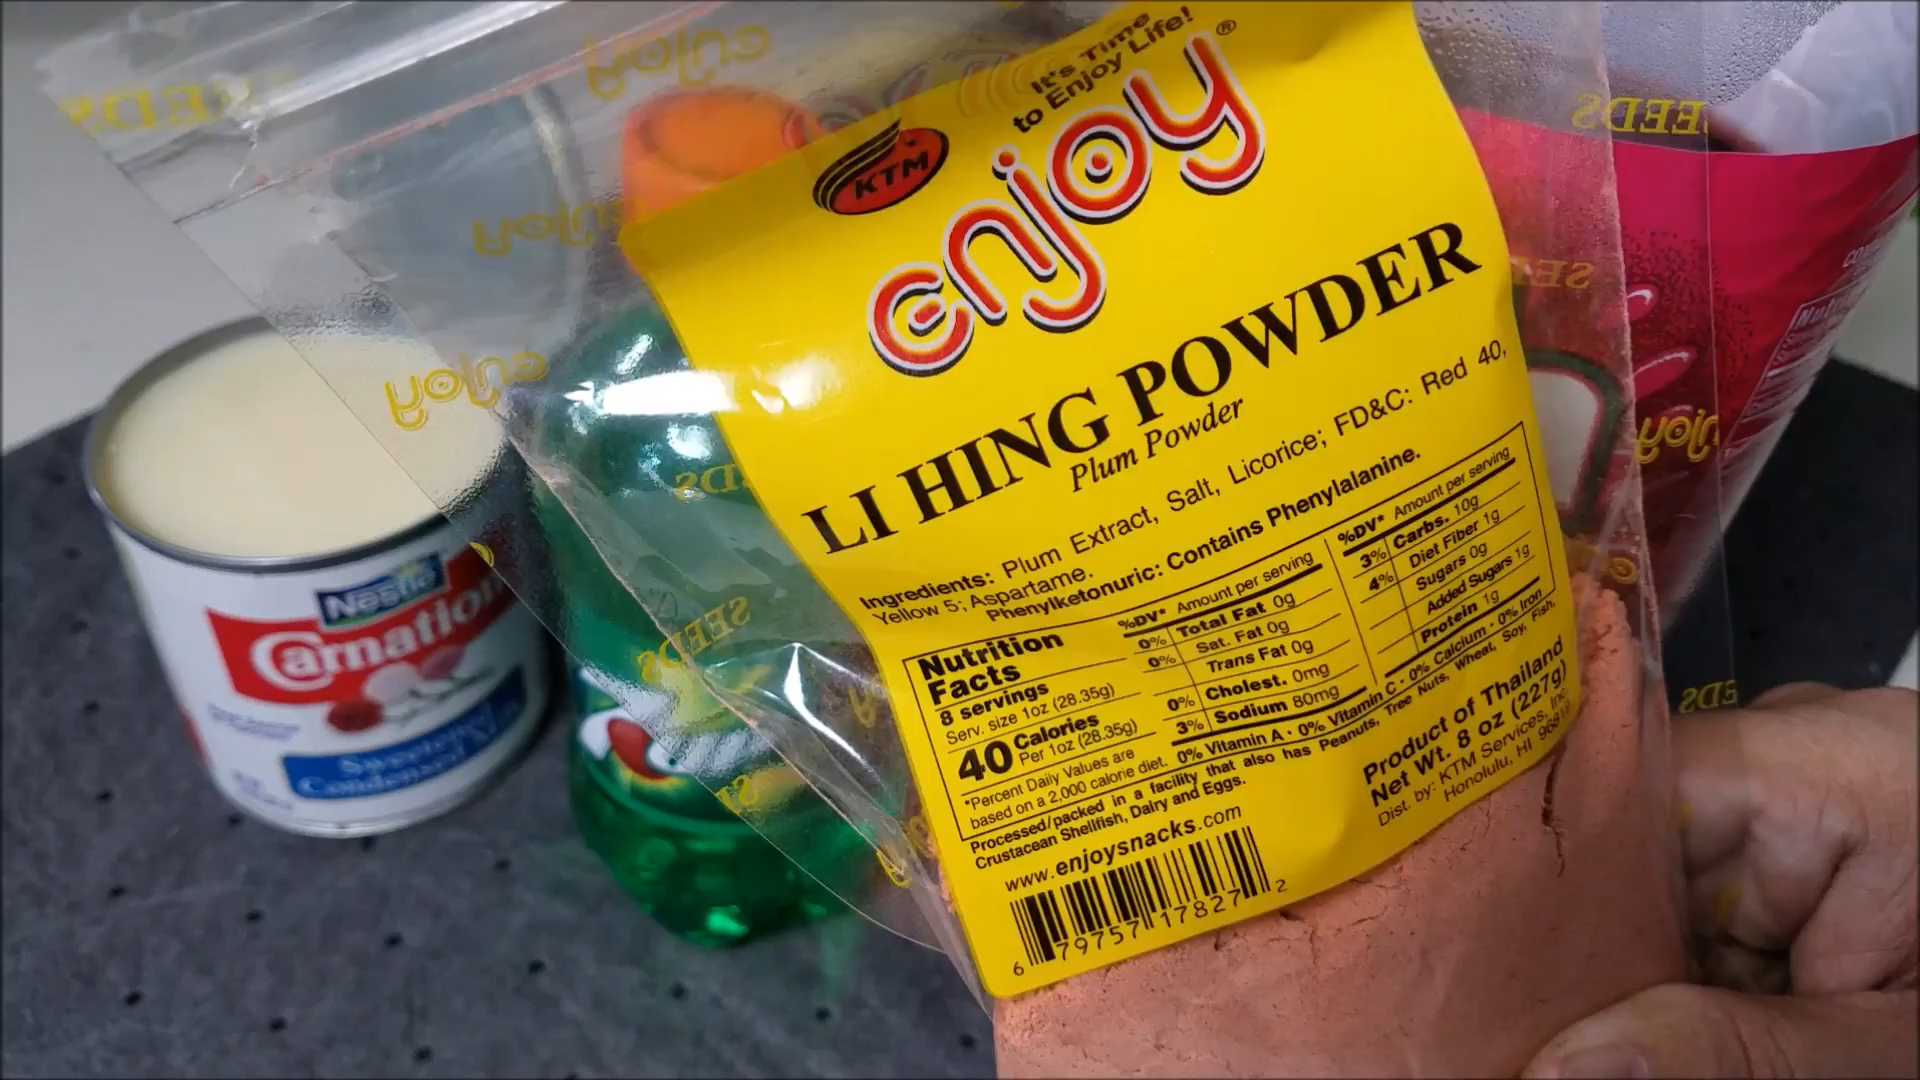 It's Time
to Enjoy Life!
KTM
enjoy®
LI HING POWDER
Plum Powder
Ingredients: Plum Extract, Salt, Licorice; FD&C: Red 40,
Yellow 5; Aspartame.
Phenylketonuric: Contains Phenylalanine.
Nutrition
Facts
8 servings
Serv. size 1oz (28.35g)
40 Calories
Per 1oz (28.35g)
*Percent Daily Values are
based on a 2,000 calorie diet.
%DV* Amount per serving
0% Total Fat 0g
0% Sat. Fat 0g
Trans Fat 0g
0% Cholest. 0mg
3% Sodium 80mg
%DV* Amount per serving
3% Carbs. 10g
4% Diet Fiber 1g
Sugars 0g
Added Sugars 1g
Protein 1g
0% Vitamin A • 0% Vitamin C • 0% Calcium • 0% Iron
Processed/packed in a facility that also has Peanuts, Tree Nuts, Wheat, Soy, Fish,
Crustacean Shellfish, Dairy and Eggs.
www.enjoysnacks.com
6 79757 17827 2
Product of Thailand
Net Wt. 8 oz (227g)
Dist. by: KTM Services, Inc
Honolulu, HI 96819
Nestlé
Carnation
Sweetened
Condensed
enjoy
SEEDS